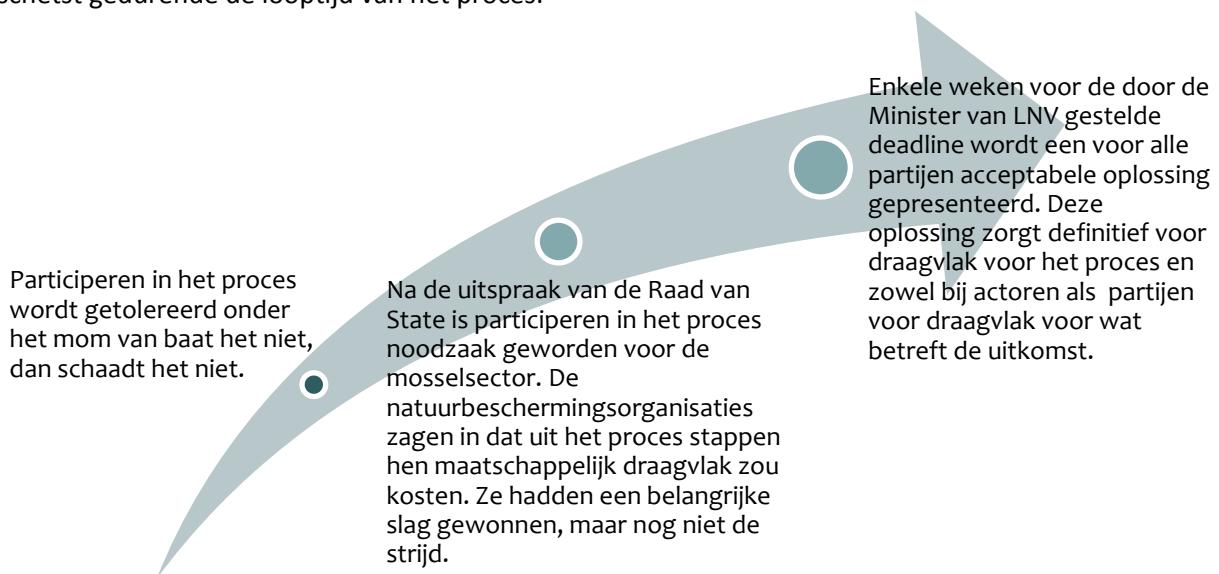 schetst gedurende de looptijd van het proces.
Participeren in het proces
wordt getolereerd onder
het mom van baat het niet,
dan schaadt het niet.
Na de uitspraak van de Raad van
State is participeren in het proces
noodzaak geworden voor de
mosselsector. De
natuurbeschermingsorganisaties
zagen in dat uit het proces stappen
hen maatschappelijk draagvlak zou
kosten. Ze hadden een belangrijke
slag gewonnen, maar nog niet de
strijd.
Enkele weken voor de door de
Minister van LNV gestelde
deadline wordt een voor alle
partijen acceptabele oplossing
gepresenteerd. Deze
oplossing zorgt definitief voor
draagvlak voor het proces en
zowel bij actoren als partijen
voor draagvlak voor wat
betreft de uitkomst.